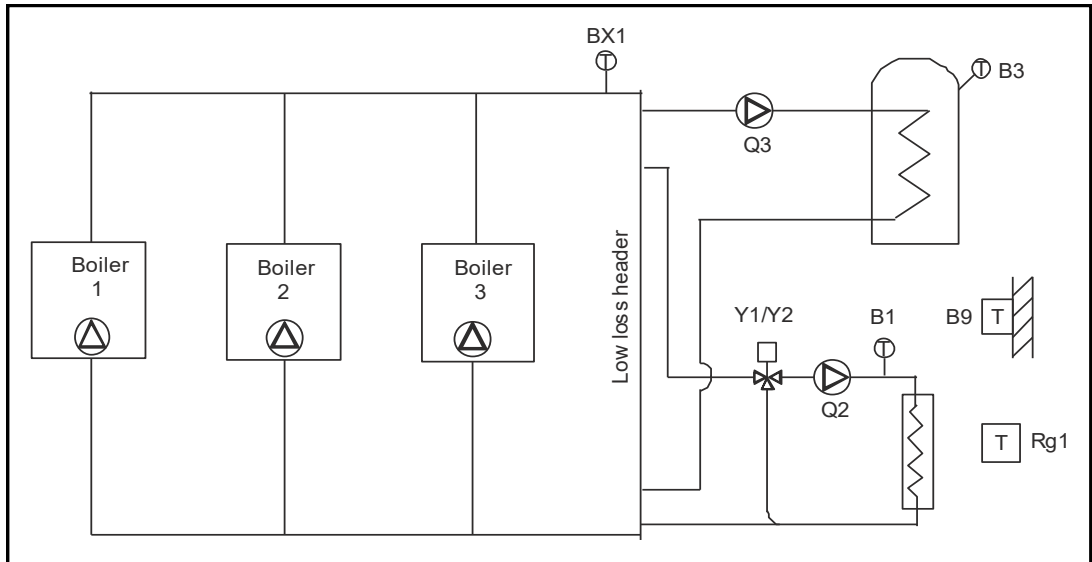 BX1
T
T
B3
Q3
Boiler
1
Boiler
2
Boiler
3
Low loss header
Y1/Y2
B1
T
B9
T
Q2
T
Rg1